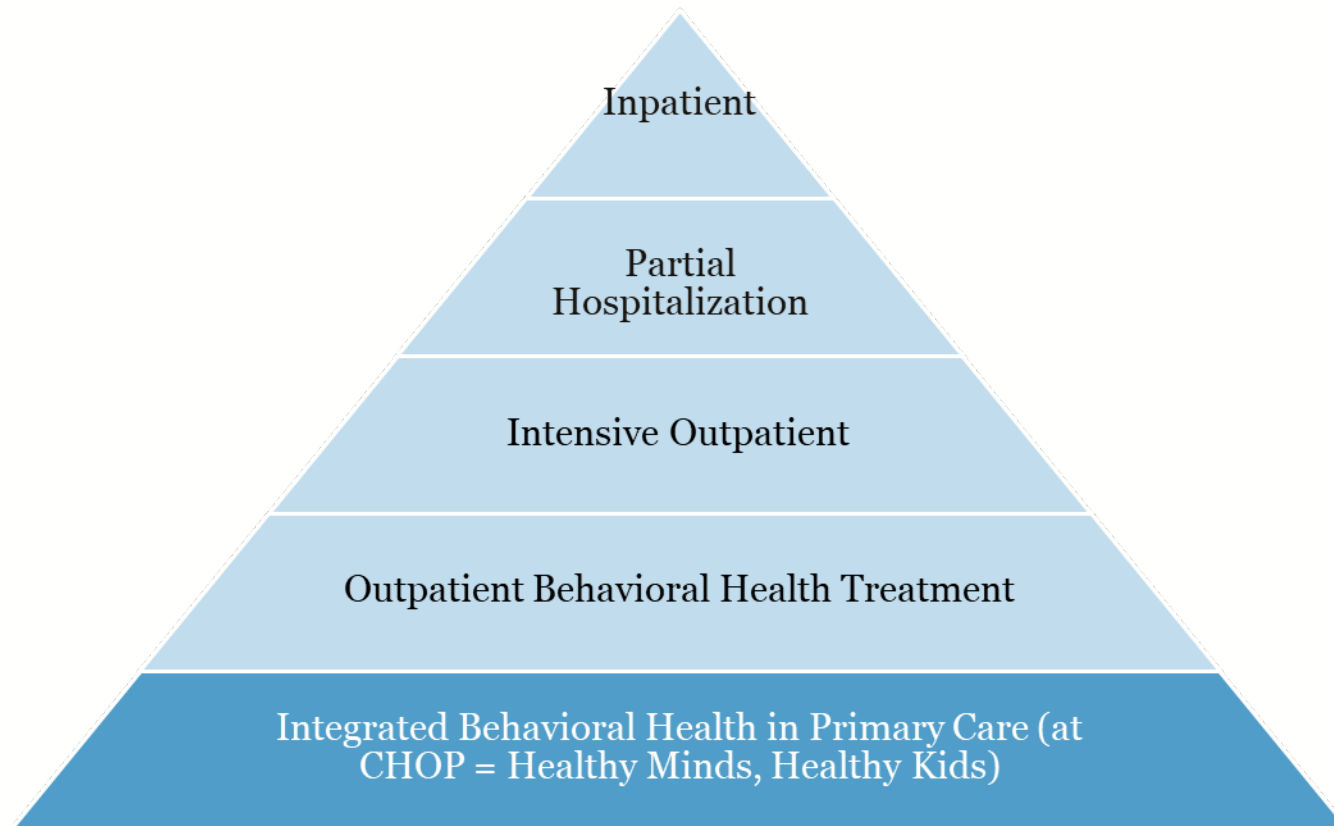 Inpatient
Partial
Hospitalization
Intensive Outpatient
Outpatient Behavioral Health Treatment
Integrated Behavioral Health in Primary Care (at
CHOP = Healthy Minds, Healthy Kids)